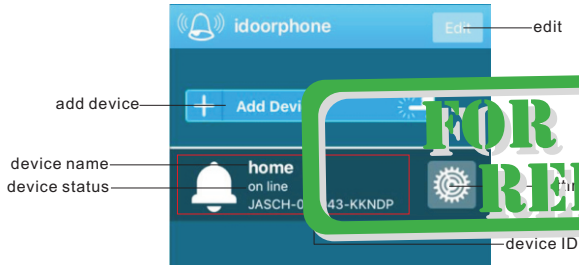 idoorphone
Edit
edit
add device
Add Devi
FOR
device name
home
device status
on line
JASCH-0 43-KKNDP
device ID